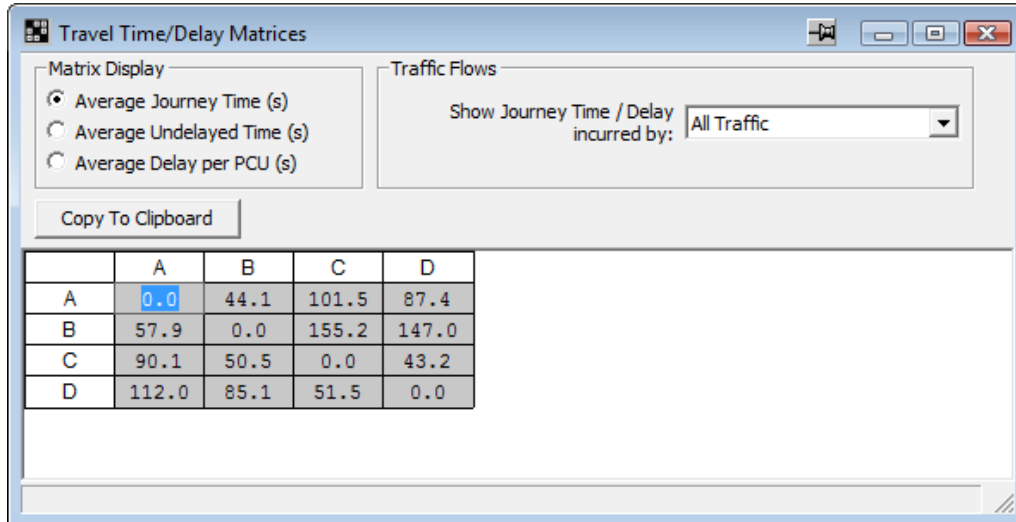 Travel Time/Delay Matrices
Matrix Display
Average Journey Time (s)
Average Undelayed Time (s)
Average Delay per PCU (s)
Traffic Flows
Show Journey Time / Delay
incurred by:
All Traffic
Copy To Clipboard
A B C D
A 0.0 44.1 101.5 87.4
B 57.9 0.0 155.2 147.0
C 90.1 50.5 0.0 43.2
D 112.0 85.1 51.5 0.0